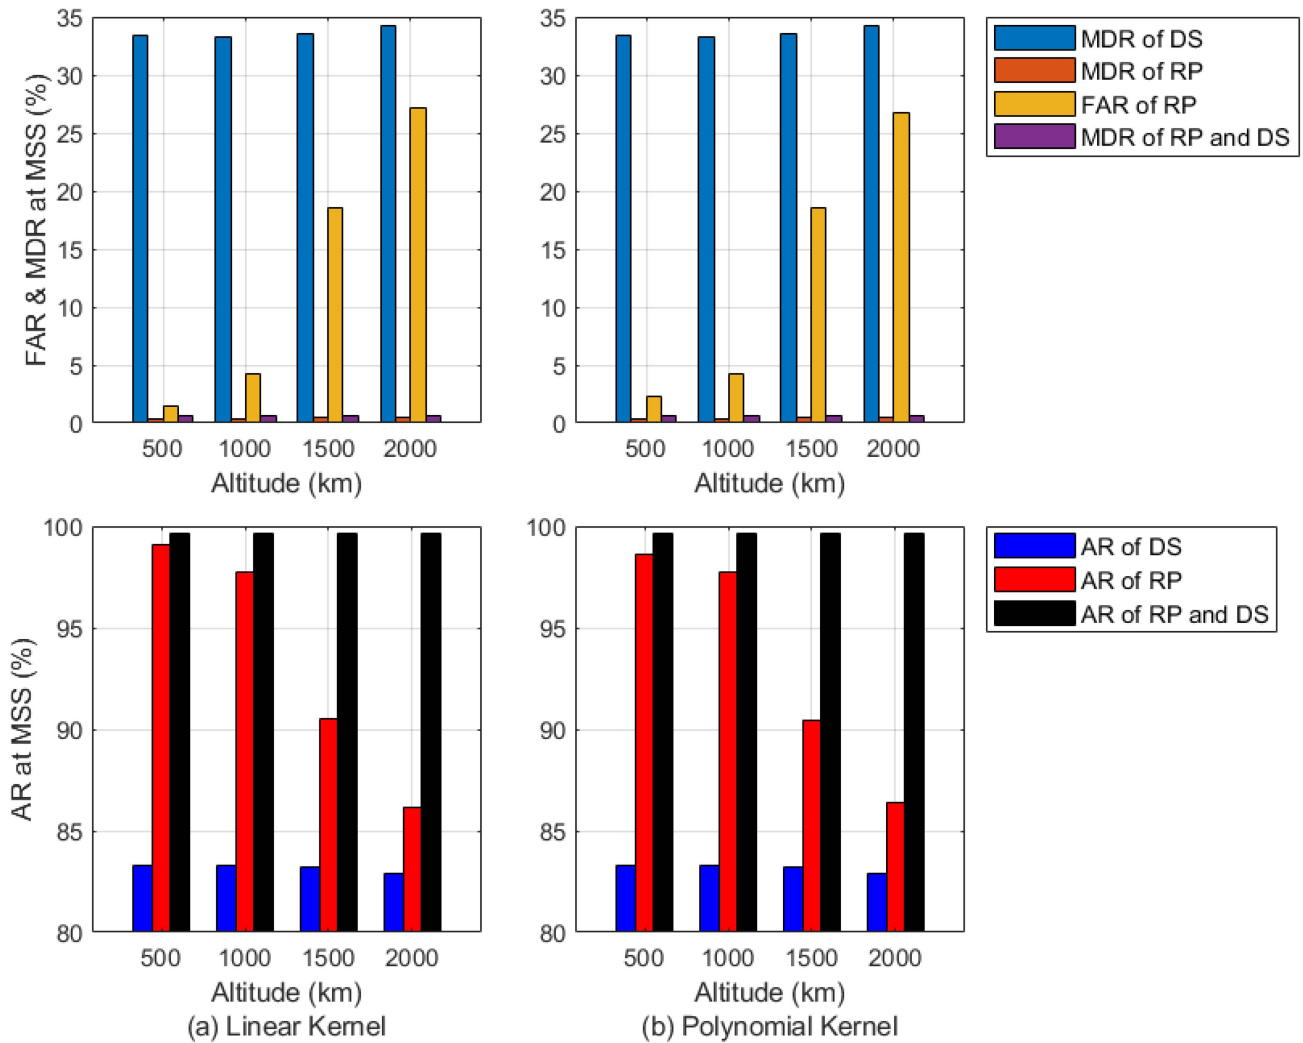 FAR & MDR at MSS (%)
35
30
25
20
15
10
5
0
500 1000 1500 2000
Altitude (km)
35
30
25
20
15
10
5
0
500 1000 1500 2000
Altitude (km)
MDR of DS
MDR of RP
FAR of RP
MDR of RP and DS
AR at MSS (%)
100
95
90
85
80
500 1000 1500 2000
Altitude (km)
(a) Linear Kernel
100
95
90
85
80
500 1000 1500 2000
Altitude (km)
(b) Polynomial Kernel
AR of DS
AR of RP
AR of RP and DS